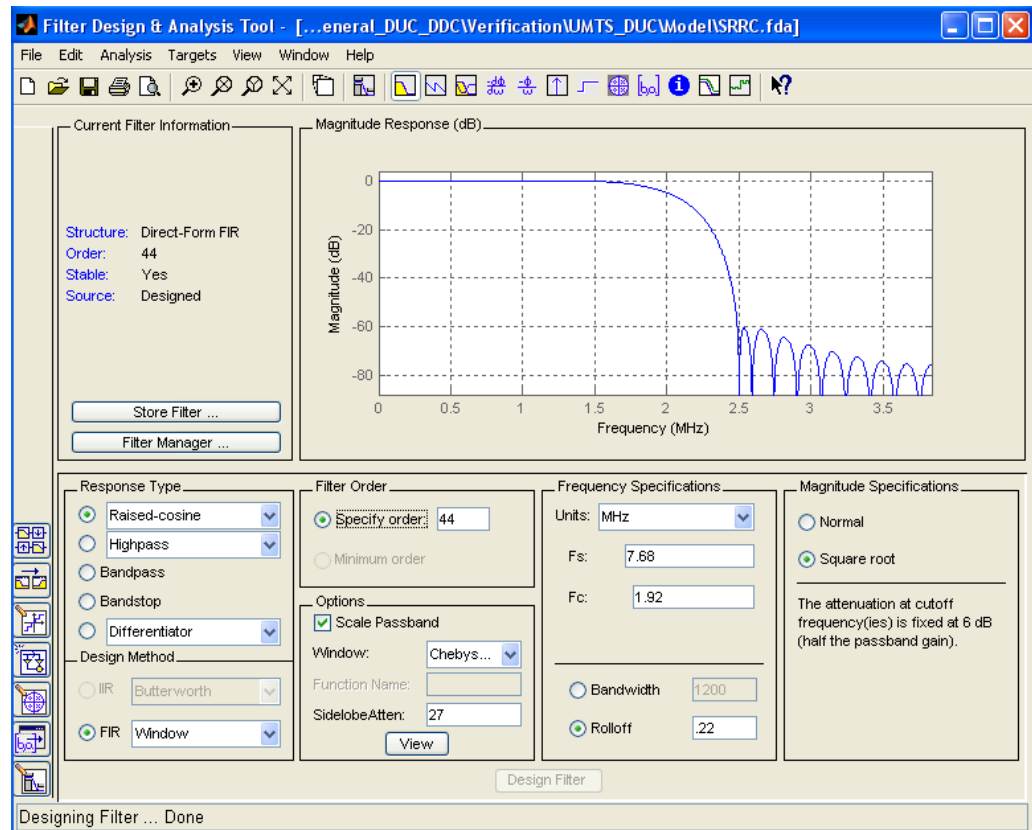 Filter Design & Analysis Tool - [...eneral_DUC_DDC\Verification\UMTS_DUC\Model\SRRC.fda]
File Edit Analysis Targets View Window Help
Current Filter Information
Structure: Direct-Form FIR
Order: 44
Stable: Yes
Source: Designed
Store Filter ...
Filter Manager ...
Magnitude Response (dB)
0
-20
-40
-60
-80
Magnitude (dB)
0 0.5 1 1.5 2 2.5 3 3.5
Frequency (MHz)
Response Type
Raised-cosine
Highpass
Bandpass
Bandstop
Differentiator
Design Method
IIR Butterworth
FIR Window
Filter Order
Specify order: 44
Minimum order
Options
Scale Passband
Window: Chebys...
Function Name:
SidelobeAtten: 27
View
Frequency Specifications
Units: MHz
Fs: 7.68
Fc: 1.92
Bandwidth 1200
Rolloff .22
Magnitude Specifications
Normal
Square root
The attenuation at cutoff
frequency(ies) is fixed at 6 dB
(half the passband gain).
Design Filter
Designing Filter ... Done